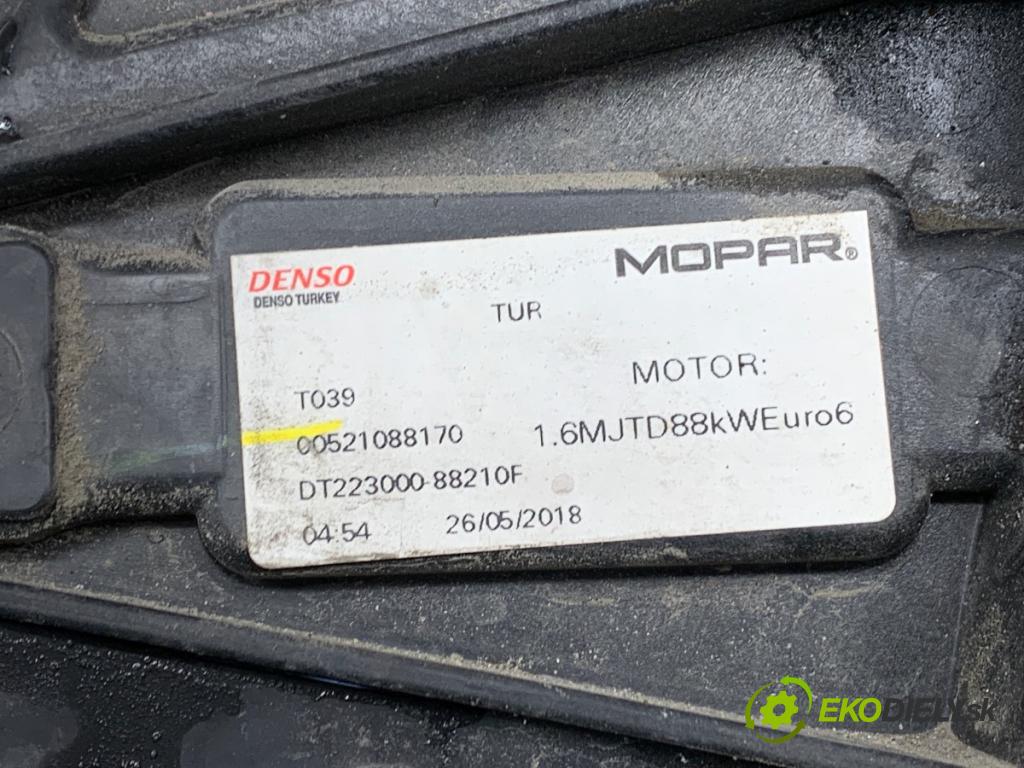 DENSO
DENSO TURKEY
MOPAR®
TUR
MOTOR:
T039
00521088170
1.6MJTD88kWEuro6
DT223000-88210F
04:54 26/05/2018
EKODIELY.sk